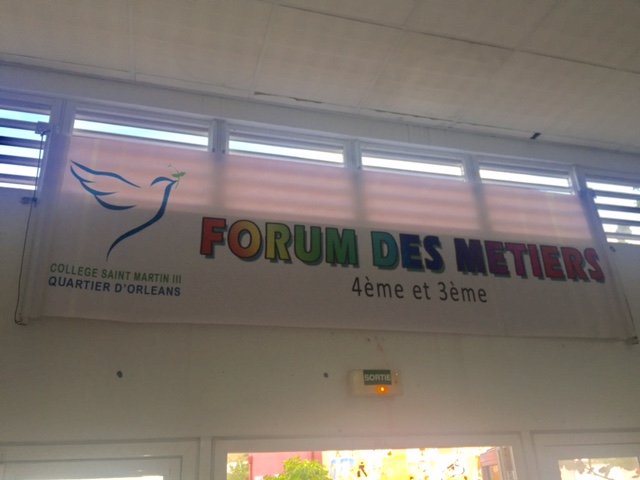 COLLEGE SAINT MARTIN III
QUARTIER D'ORLEANS
FORUM DES METIERS
4ème et 3ème
SORTIE